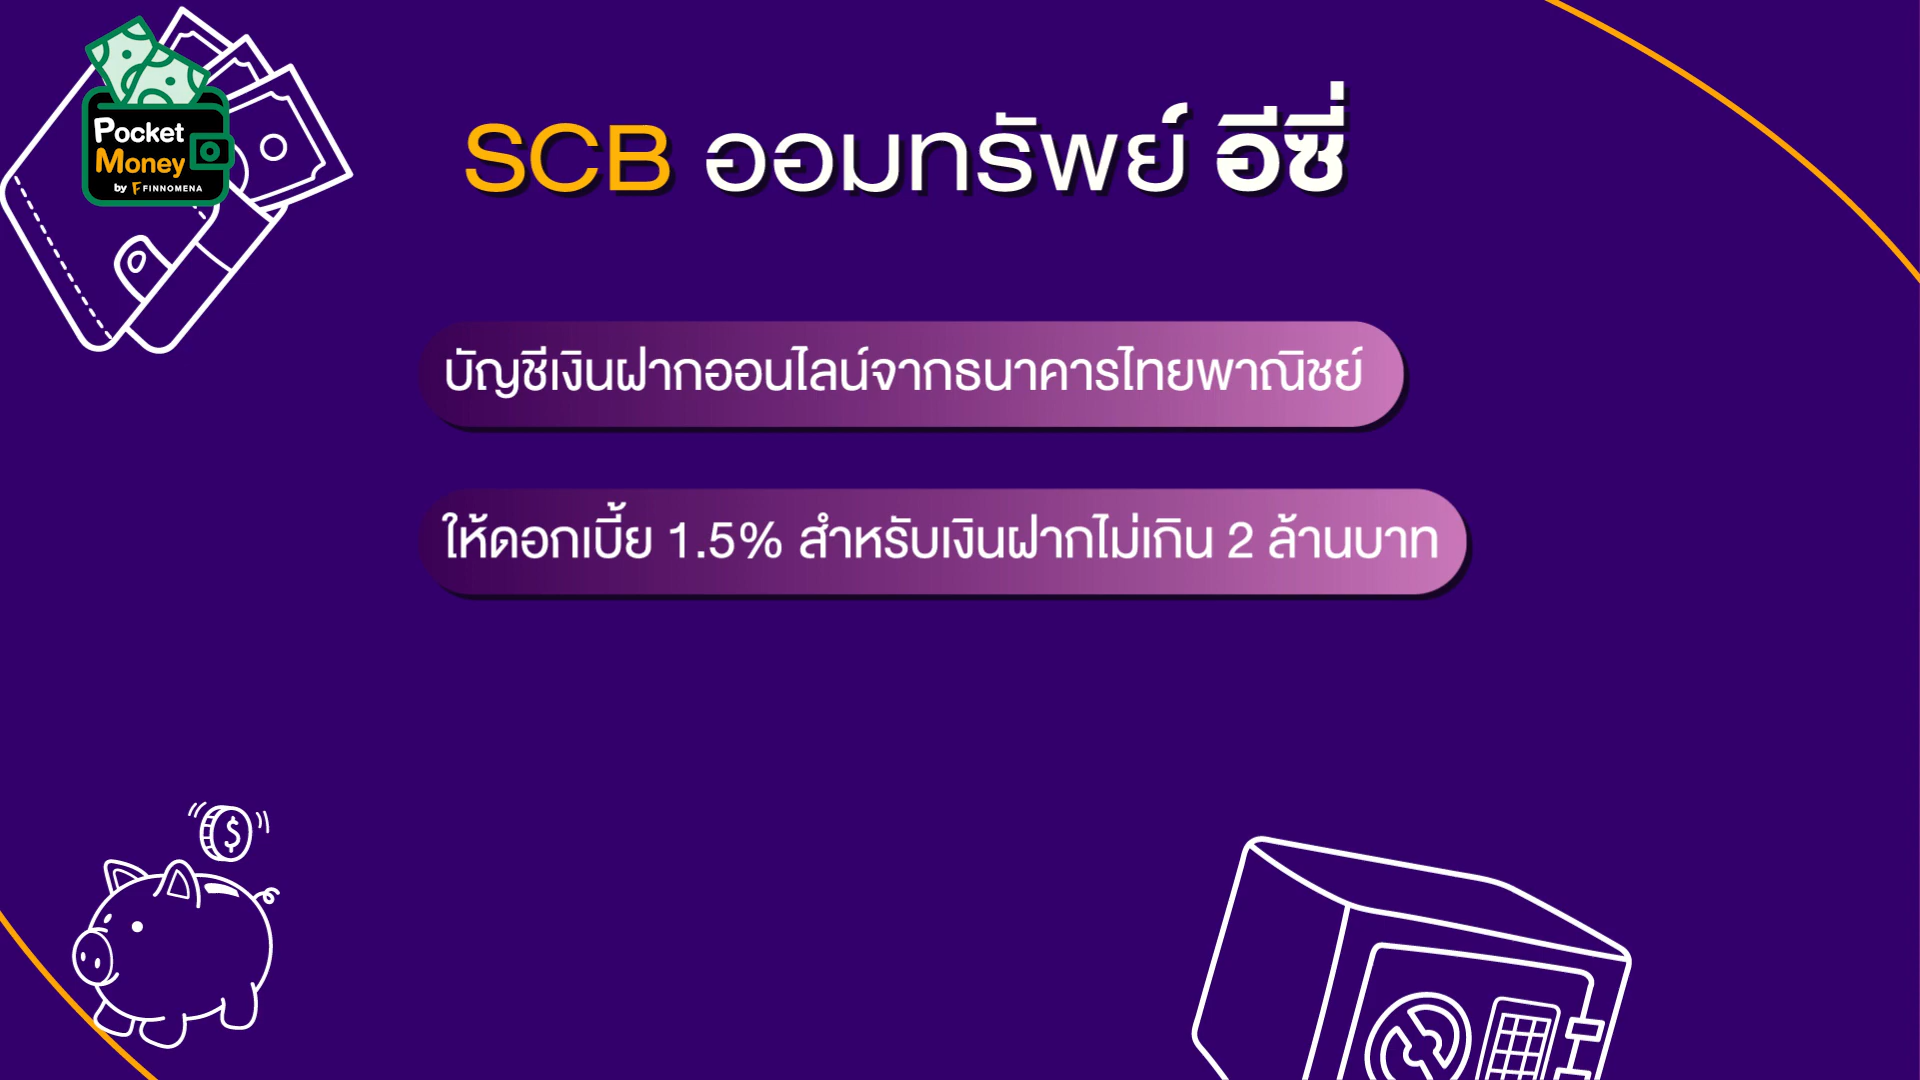 Pocket
Money
by FINNOMENA
SCB ออมทรัพย์ อีซี่
บัญชีเงินฝากออนไลน์จากธนาคารไทยพาณิชย์
ให้ดอกเบี้ย 1.5% สำหรับเงินฝากไม่เกิน 2 ล้านบาท
$